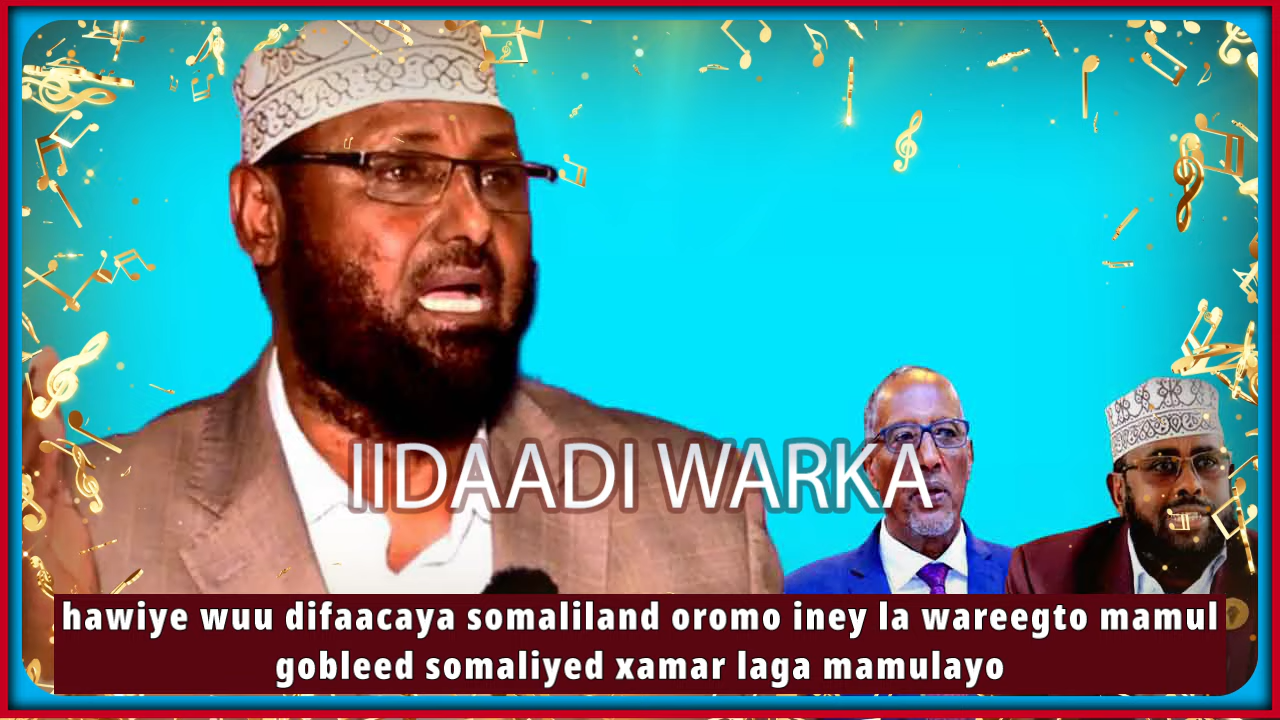 IIDAADI WARKA
hawiye wuu difaacaya somaliland oromo iney la wareegto mamul
gobleed somaliyed xamar laga mamulayo